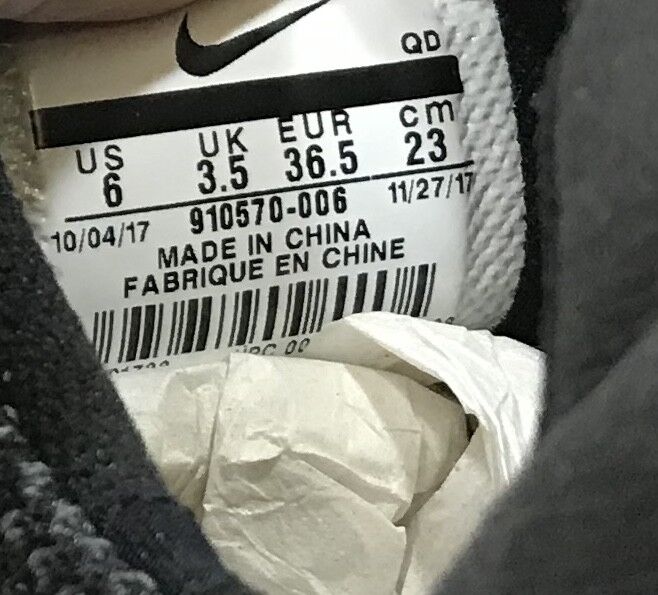 QD
US UK EUR cm
6 3.5 36.5 23
10/04/17 910570-006 11/27/17
MADE IN CHINA
FABRIQUE EN CHINE